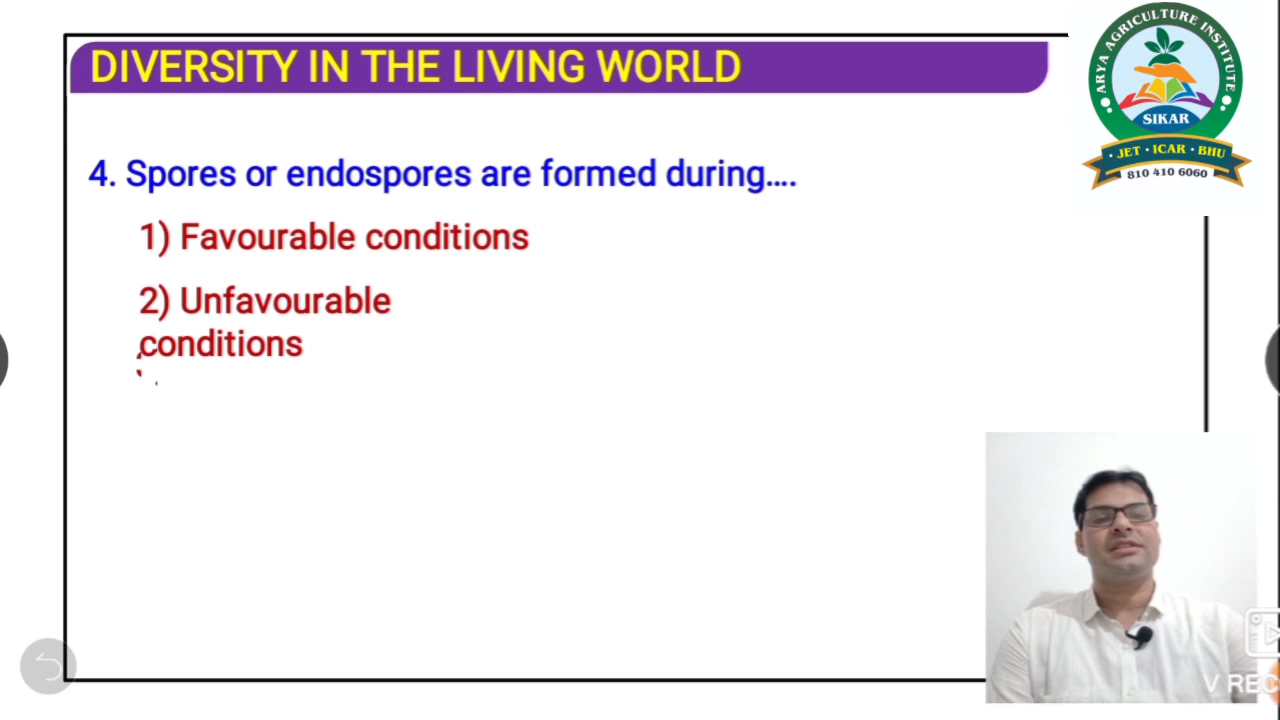 DIVERSITY IN THE LIVING WORLD
ARYA AGRICULTURE INSTITUTE
SIKAR
· JET · ICAR · BHU
810 410 6060
4. Spores or endospores are formed during....
1) Favourable conditions
2) Unfavourable
conditions
V REC